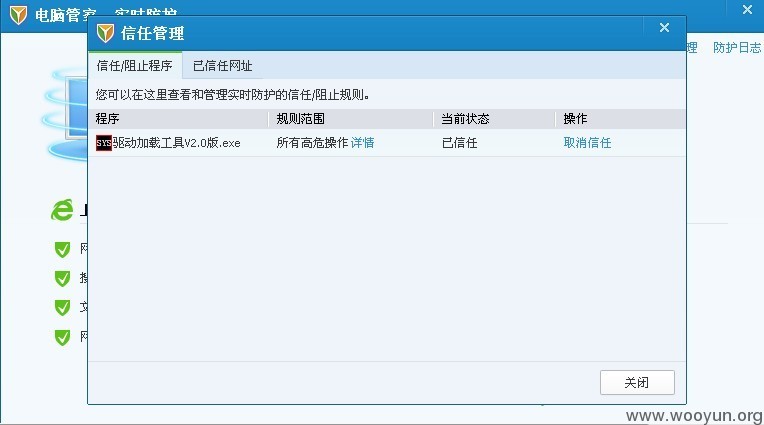 电脑管家 - 实时防护
信任管理
理 防护日志
信任/阻止程序 已信任网址
您可以在这里查看和管理实时防护的信任/阻止规则。
程序 规则范围 当前状态 操作
SYS 驱动加载工具V2.0版.exe 所有高危操作 详情 已信任 取消信任
关闭
www.wooyun.org